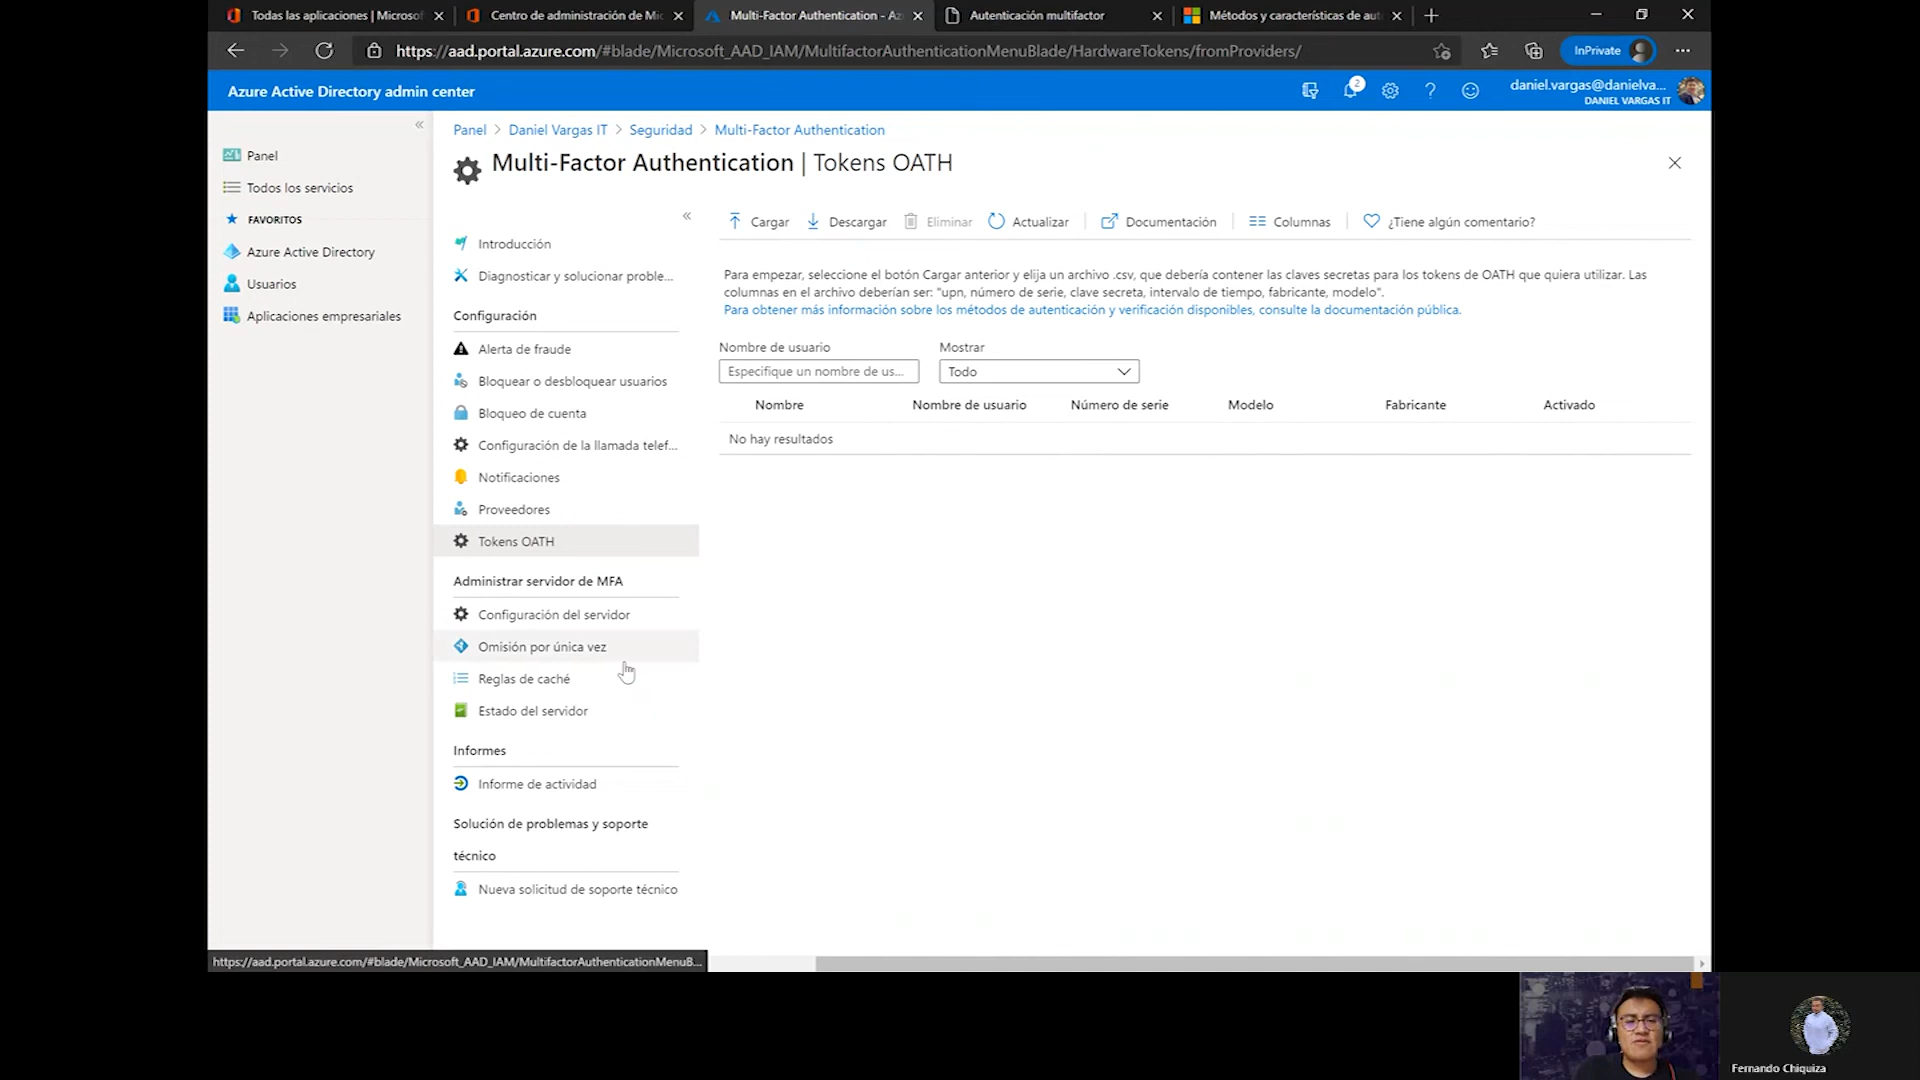 Todas las aplicaciones | Microsof
Centro de administración de Mic
Multi-Factor Authentication - Az
Autenticación multifactor
Métodos y características de aut
https://aad.portal.azure.com/#blade/Microsoft_AAD_IAM/MultifactorAuthenticationMenuBlade/HardwareTokens/fromProviders/
InPrivate
Azure Active Directory admin center
2
daniel.vargas@danielva...
DANIEL VARGAS IT
Panel
Todos los servicios
FAVORITOS
Azure Active Directory
Usuarios
Aplicaciones empresariales
Panel > Daniel Vargas IT > Seguridad > Multi-Factor Authentication
Multi-Factor Authentication | Tokens OATH
Introducción
Diagnosticar y solucionar proble...
Configuración
Alerta de fraude
Bloquear o desbloquear usuarios
Bloqueo de cuenta
Configuración de la llamada telef...
Notificaciones
Proveedores
Tokens OATH
Administrar servidor de MFA
Configuración del servidor
Omisión por única vez
Reglas de caché
Estado del servidor
Informes
Informe de actividad
Solución de problemas y soporte
técnico
Nueva solicitud de soporte técnico
Cargar Descargar Eliminar Actualizar Documentación Columnas ¿Tiene algún comentario?
Para empezar, seleccione el botón Cargar anterior y elija un archivo .csv, que debería contener las claves secretas para los tokens de OATH que quiera utilizar. Las
columnas en el archivo deberían ser: "upn, número de serie, clave secreta, intervalo de tiempo, fabricante, modelo".
Para obtener más información sobre los métodos de autenticación y verificación disponibles, consulte la documentación pública.
Nombre de usuario Mostrar
Especifique un nombre de us... Todo
Nombre Nombre de usuario Número de serie Modelo Fabricante Activado
No hay resultados
https://aad.portal.azure.com/#blade/Microsoft_AAD_IAM/MultifactorAuthenticationMenuB...
Fernando Chiquiza